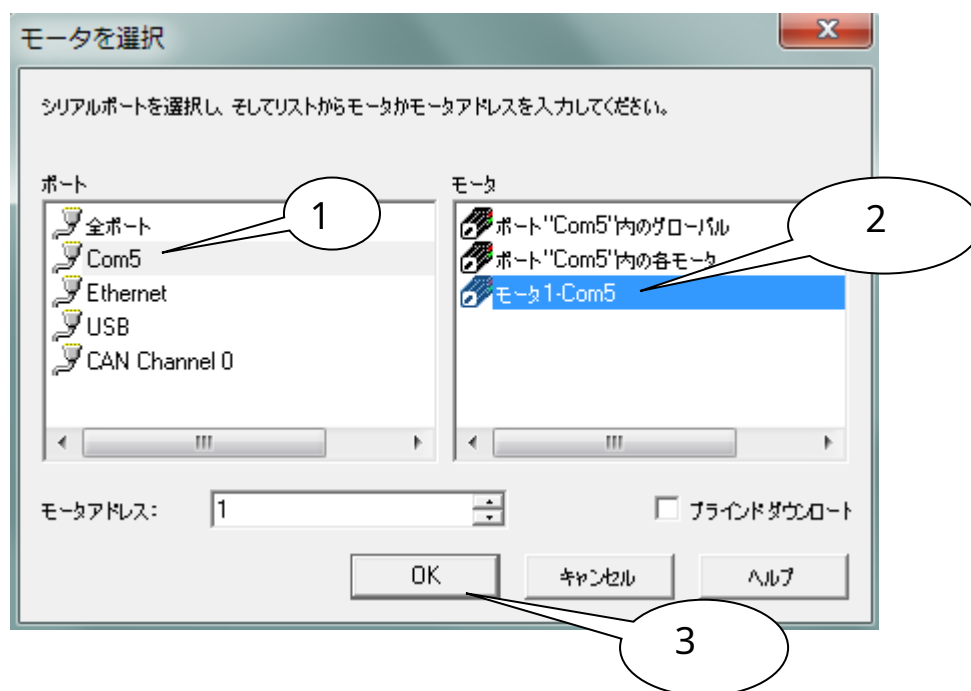 モータを選択
シリアルポートを選択し、そしてリストからモータかモータアドレスを入力してください。
ポート
モータ
全ポート
Com5
Ethernet
USB
CAN Channel 0
1
ポート"Com5"内のグローバル
ポート"Com5"内の各モータ
モータ1-Com5
2
モータアドレス:
1
ブラインドダウンロート
OK
キャンセル
ヘルプ
3